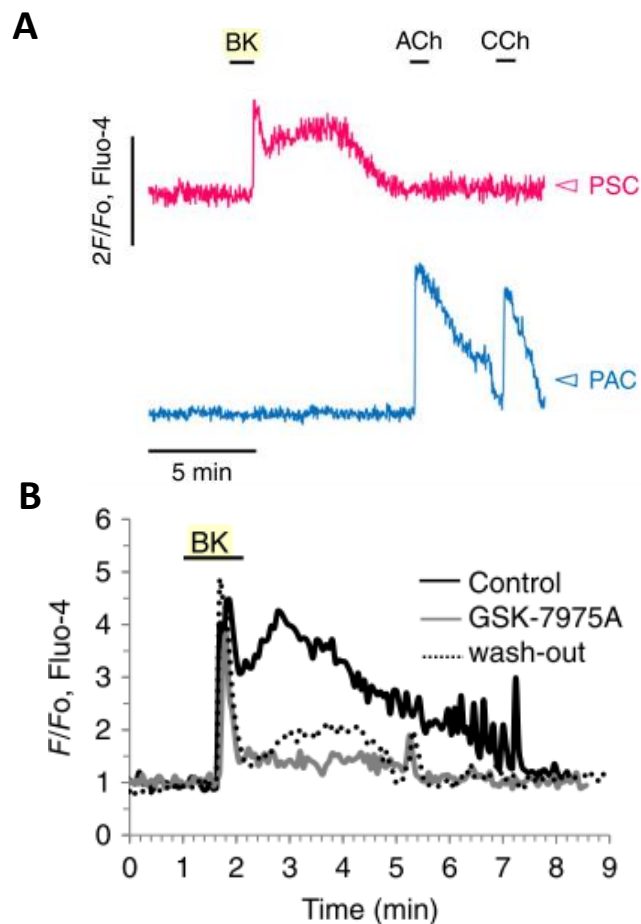 A
BK ACh CCh
2F/Fo, Fluo-4
PSC
PAC
5 min
B
BK
Control
GSK-7975A
wash-out
F/Fo, Fluo-4
6
5
4
3
2
1
0
0 1 2 3 4 5 6 7 8 9
Time (min)